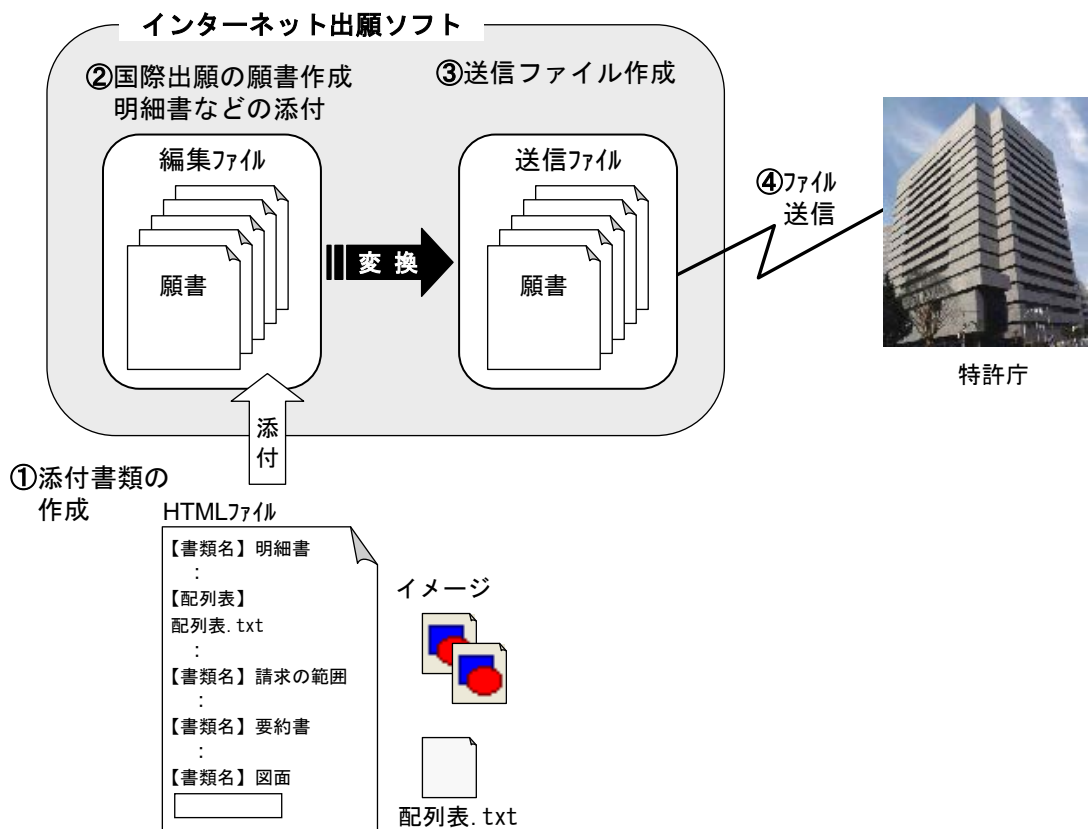 インターネット出願ソフト
②国際出願の願書作成
明細書などの添付
③送信ファイル作成
編集ファイル
願書
変 換
送信ファイル
願書
④ファイル
送信
特許庁
添
付
①添付書類の
作成
HTMLファイル
【書類名】明細書
:
【配列表】
配列表.txt
:
【書類名】請求の範囲
:
【書類名】要約書
:
【書類名】図面
イメージ
配列表.txt